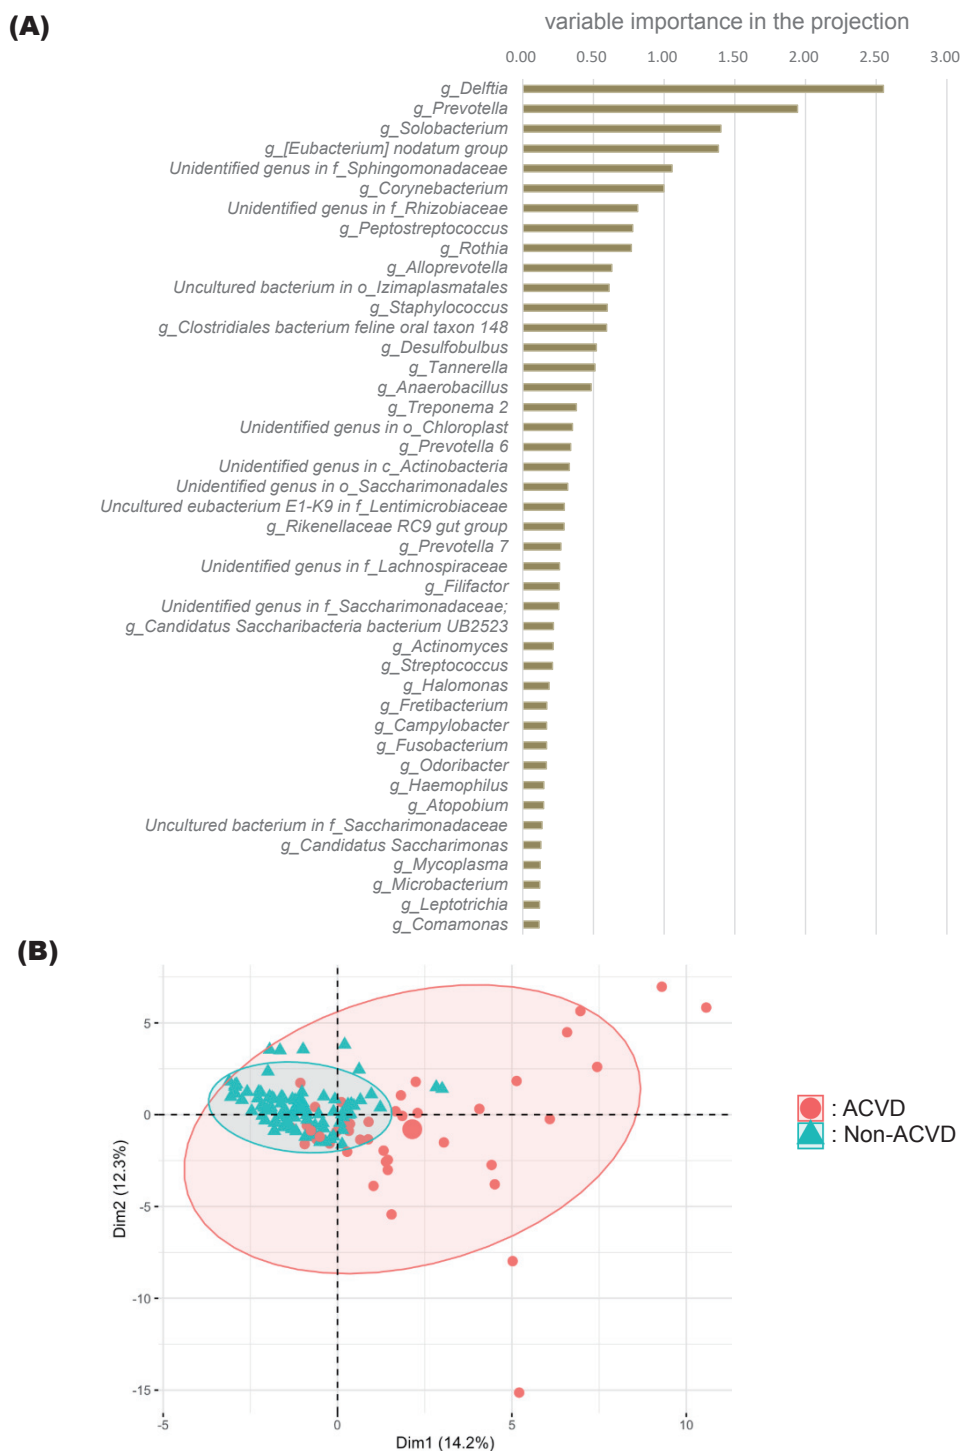 (A)
variable importance in the projection
0.00 0.50 1.00 1.50 2.00 2.50 3.00
g_Delftia
g_Prevotella
g_Solobacterium
g_[Eubacterium] nodatum group
Unidentified genus in f_Sphingomonadaceae
g_Corynebacterium
Unidentified genus in f_Rhizobiaceae
g_Peptostreptococcus
g_Rothia
g_Alloprevotella
Uncultured bacterium in o_Izimaplasmatales
g_Staphylococcus
g_Clostridiales bacterium feline oral taxon 148
g_Desulfobulbus
g_Tannerella
g_Anaerobacillus
g_Treponema 2
Unidentified genus in o_Chloroplast
g_Prevotella 6
Unidentified genus in c_Actinobacteria
Unidentified genus in o_Saccharimonadales
Uncultured eubacterium E1-K9 in f_Lentimicrobiaceae
g_Rikenellaceae RC9 gut group
g_Prevotella 7
Unidentified genus in f_Lachnospiraceae
g_Filifactor
Unidentified genus in f_Saccharimonadaceae;
g_Candidatus Saccharibacteria bacterium UB2523
g_Actinomyces
g_Streptococcus
g_Halomonas
g_Fretibacterium
g_Campylobacter
g_Fusobacterium
g_Odoribacter
g_Haemophilus
g_Atopobium
Uncultured bacterium in f_Saccharimonadaceae
g_Candidatus Saccharimonas
g_Mycoplasma
g_Microbacterium
g_Leptotrichia
g_Comamonas
(B)
5
0
-5
-10
-15
Dim2 (12.3%)
-5 0 5 10
Dim1 (14.2%)
: ACVD
: Non-ACVD